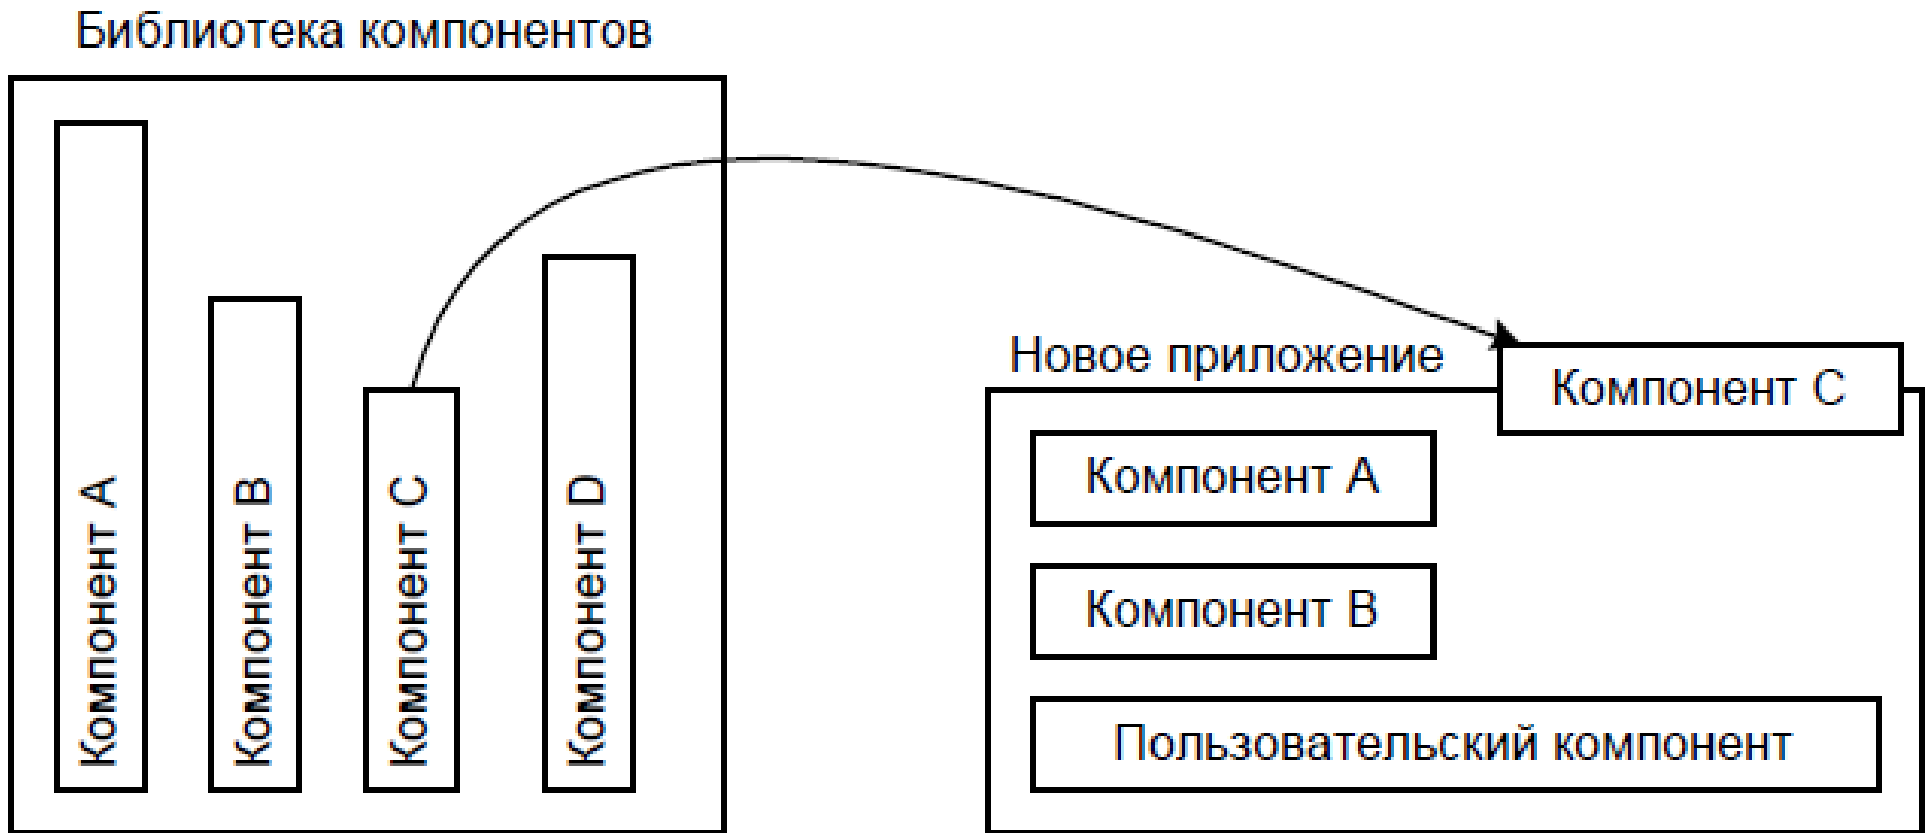 Библиотека компонентов
Компонент A
Компонент B
Компонент C
Компонент D
Новое приложение
Компонент C
Компонент A
Компонент B
Пользовательский компонент